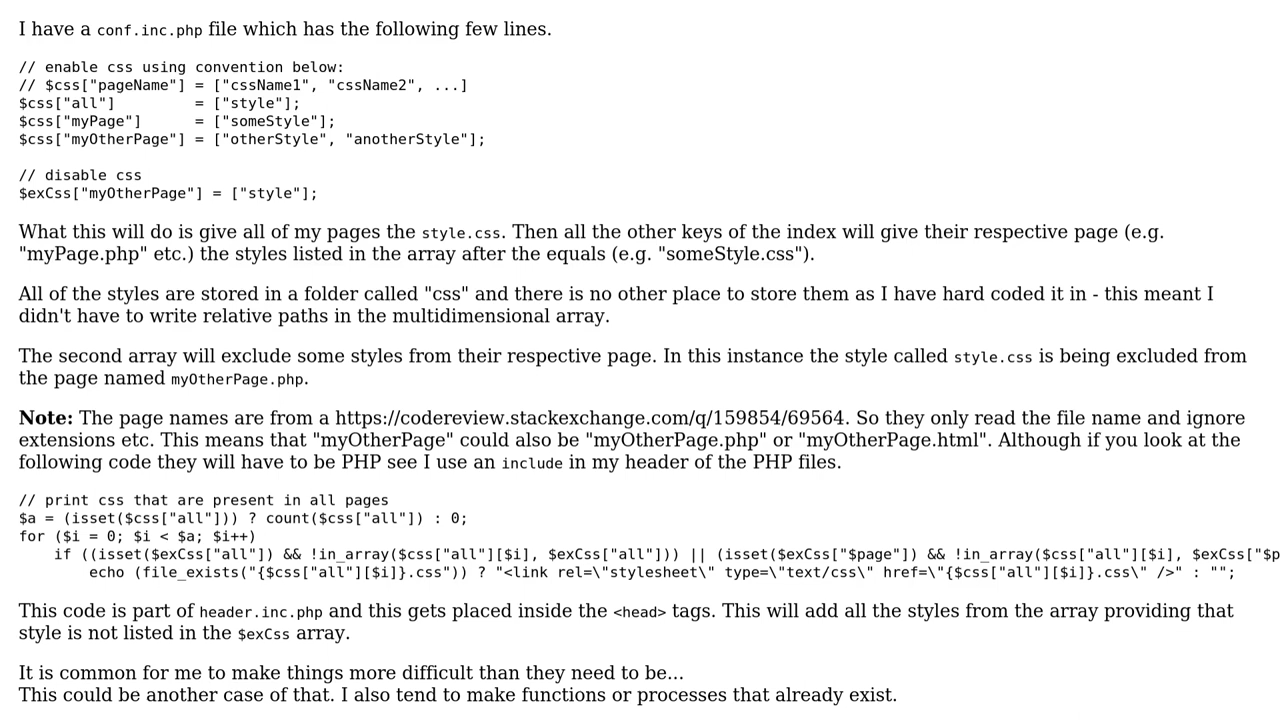 I have a conf.inc.php file which has the following few lines.
// enable css using convention below:
// $css["pageName"] = ["cssName1", "cssName2", ...]
$css["all"]         = ["style"];
$css["myPage"]      = ["someStyle"];
$css["myOtherPage"] = ["otherStyle", "anotherStyle"];
// disable css
$exCss["myOtherPage"] = ["style"];
What this will do is give all of my pages the style.css. Then all the other keys of the index will give their respective page (e.g.
"myPage.php" etc.) the styles listed in the array after the equals (e.g. "someStyle.css").
All of the styles are stored in a folder called "css" and there is no other place to store them as I have hard coded it in - this meant I
didn't have to write relative paths in the multidimensional array.
The second array will exclude some styles from their respective page. In this instance the style called style.css is being excluded from
the page named myOtherPage.php.
Note: The page names are from a https://codereview.stackexchange.com/q/159854/69564. So they only read the file name and ignore
extensions etc. This means that "myOtherPage" could also be "myOtherPage.php" or "myOtherPage.html". Although if you look at the
following code they will have to be PHP see I use an include in my header of the PHP files.
// print css that are present in all pages
$a = (isset($css["all"])) ? count($css["all"]) : 0;
for ($i = 0; $i < $a; $i++)
    if ((isset($exCss["all"]) && !in_array($css["all"][$i], $exCss["all"])) || (isset($exCss["$page"]) && !in_array($css["all"][$i], $exCss["$p
        echo (file_exists("{$css["all"][$i]}.css")) ? "<link rel=\"stylesheet\" type=\"text/css\" href=\"{$css["all"][$i]}.css\" />" : "";
This code is part of header.inc.php and this gets placed inside the <head> tags. This will add all the styles from the array providing that
style is not listed in the $exCss array.
It is common for me to make things more difficult than they need to be...
This could be another case of that. I also tend to make functions or processes that already exist.